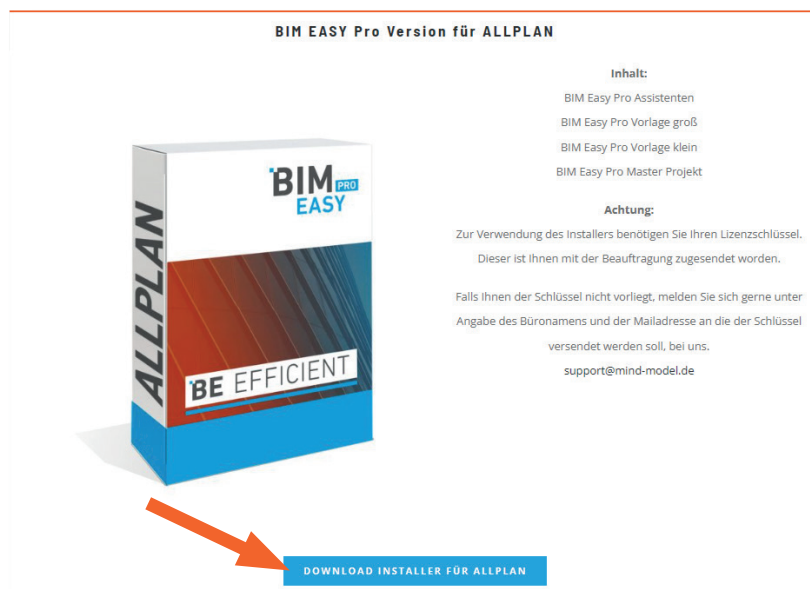 BIM EASY Pro Version für ALLPLAN
Inhalt:
BIM Easy Pro Assistenten
BIM Easy Pro Vorlage groß
BIM Easy Pro Vorlage klein
BIM Easy Pro Master Projekt
Achtung:
Zur Verwendung des Installers benötigen Sie Ihren Lizenzschlüssel.
Dieser ist Ihnen mit der Beauftragung zugesendet worden.
Falls Ihnen der Schlüssel nicht vorliegt, melden Sie sich gerne unter
Angabe des Büronamens und der Mailadresse an die der Schlüssel
versendet werden soll, bei uns.
support@mind-model.de
ALLPLAN
BIM PRO
EASY
BE EFFICIENT
DOWNLOAD INSTALLER FÜR ALLPLAN